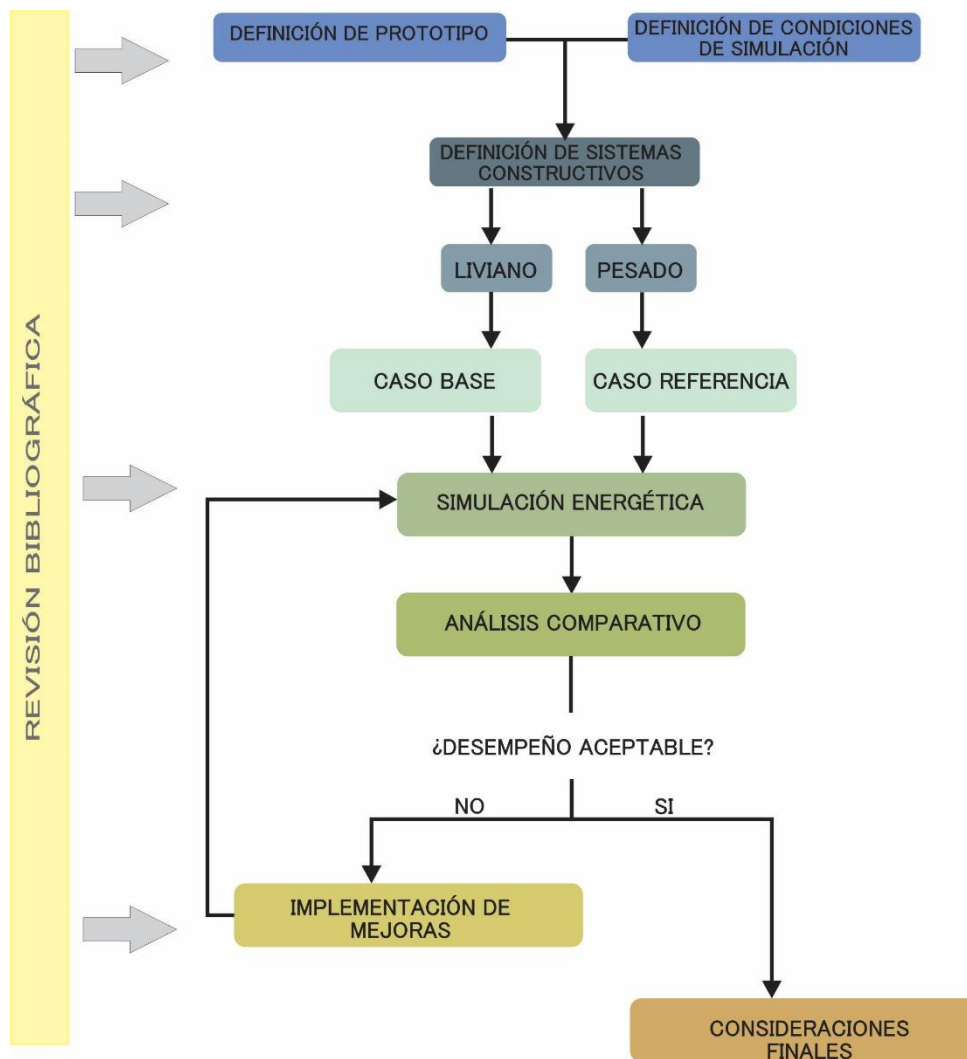 REVISIÓN BIBLIOGRÁFICA
DEFINICIÓN DE PROTOTIPO
DEFINICIÓN DE CONDICIONES
DE SIMULACIÓN
DEFINICIÓN DE SISTEMAS
CONSTRUCTIVOS
LIVIANO
PESADO
CASO BASE
CASO REFERENCIA
SIMULACIÓN ENERGÉTICA
ANÁLISIS COMPARATIVO
¿DESEMPEÑO ACEPTABLE?
NO
SI
IMPLEMENTACIÓN DE
MEJORAS
CONSIDERACIONES
FINALES